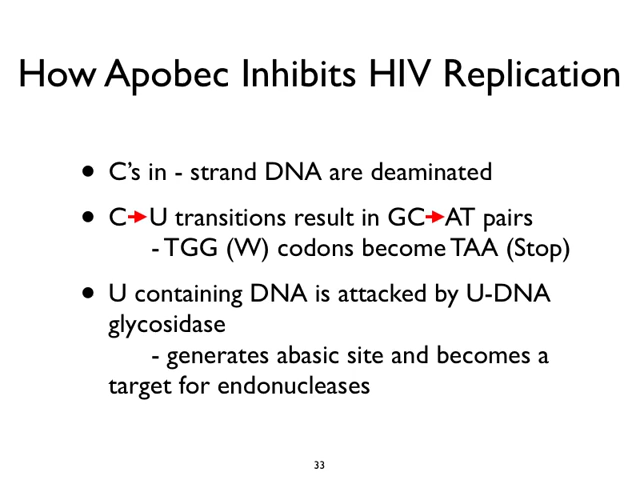 How Apobec Inhibits HIV Replication
• C's in - strand DNA are deaminated
• C→U transitions result in GC→AT pairs
- TGG (W) codons become TAA (Stop)
• U containing DNA is attacked by U-DNA
glycosidase
- generates abasic site and becomes a
target for endonucleases
33